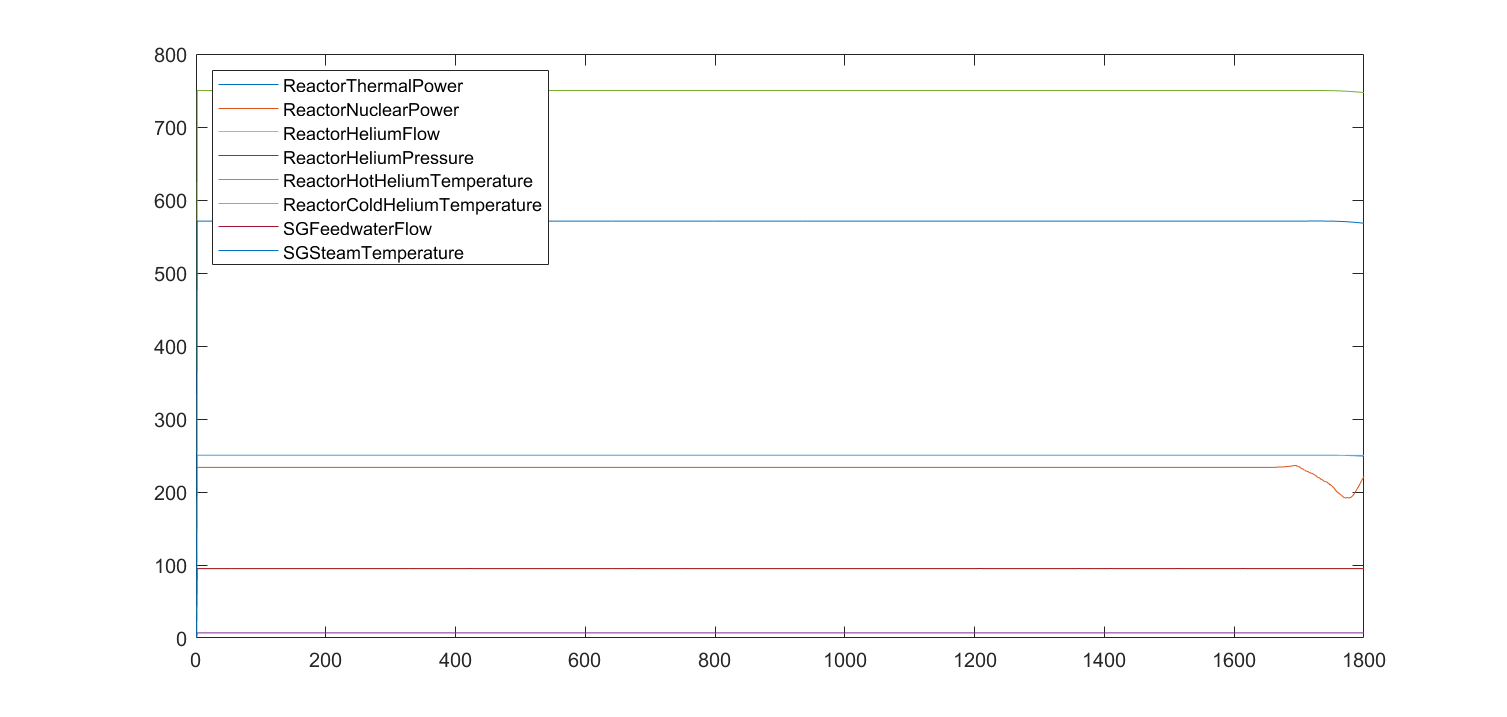 800
700
600
500
400
300
200
100
0
ReactorThermalPower
ReactorNuclearPower
ReactorHeliumFlow
ReactorHeliumPressure
ReactorHotHeliumTemperature
ReactorColdHeliumTemperature
SGFeedwaterFlow
SGSteamTemperature
0 200 400 600 800 1000 1200 1400 1600 1800